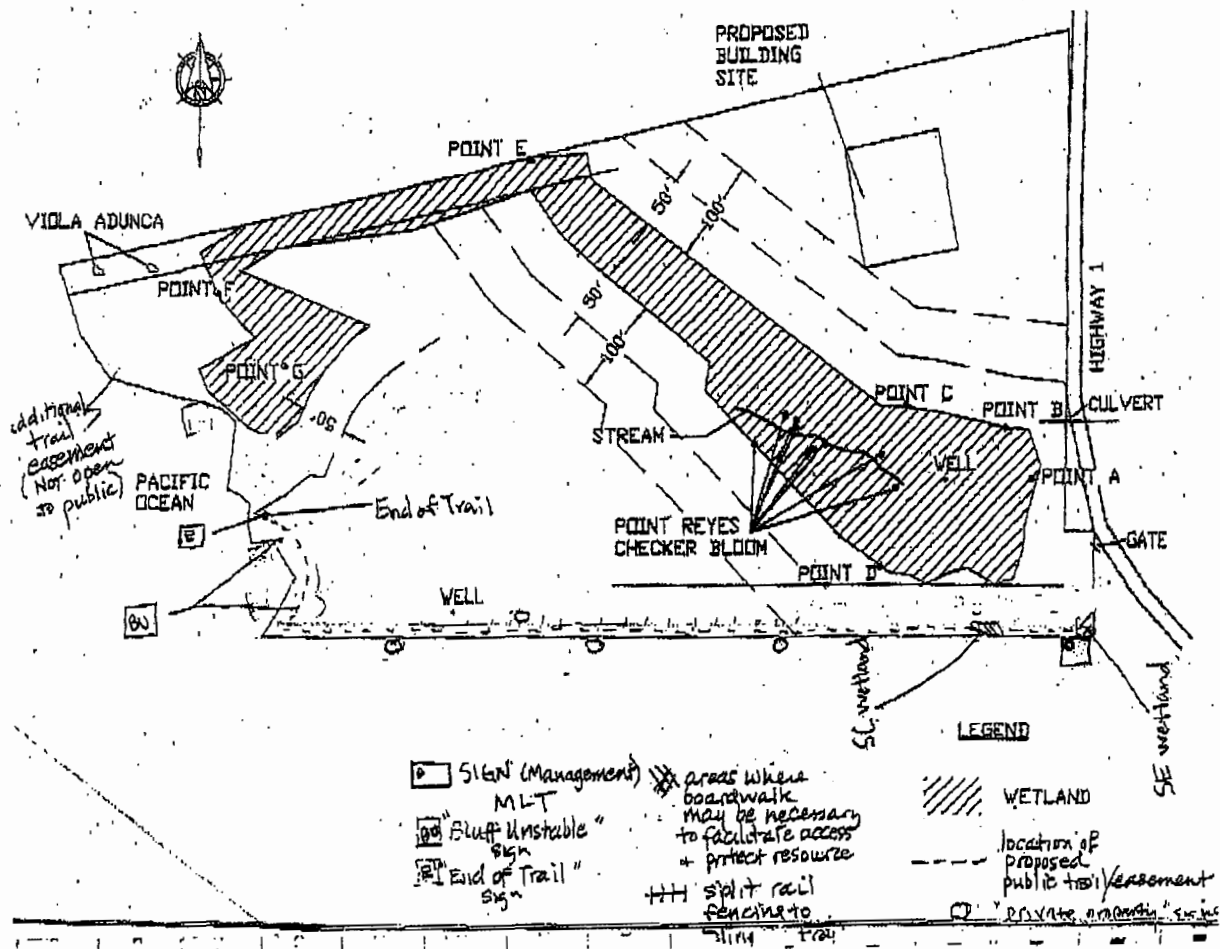 PROPOSED
BUILDING
SITE
N
POINT E
VIOLA ADUNCA
POINT F
50'
100'
50'
100'
HIGHWAY 1
POINT G
50'
POINT C
POINT B
CULVERT
additional
trail
easement
(Not open
to public)
PACIFIC
OCEAN
STREAM
WELL
POINT A
End of Trail
E
POINT REYES
CHECKER BLOOM
GATE
POINT D
WELL
BU
SC wetland
SE wetland
LEGEND
SIGN (Management)
MLT
"Bluff Unstable"
sign
"End of Trail"
sign
areas where
boardwalk
may be necessary
to facilitate access
+ protect resource
split rail
fencing to
WETLAND
location of
proposed
public trail/easement
"private property"